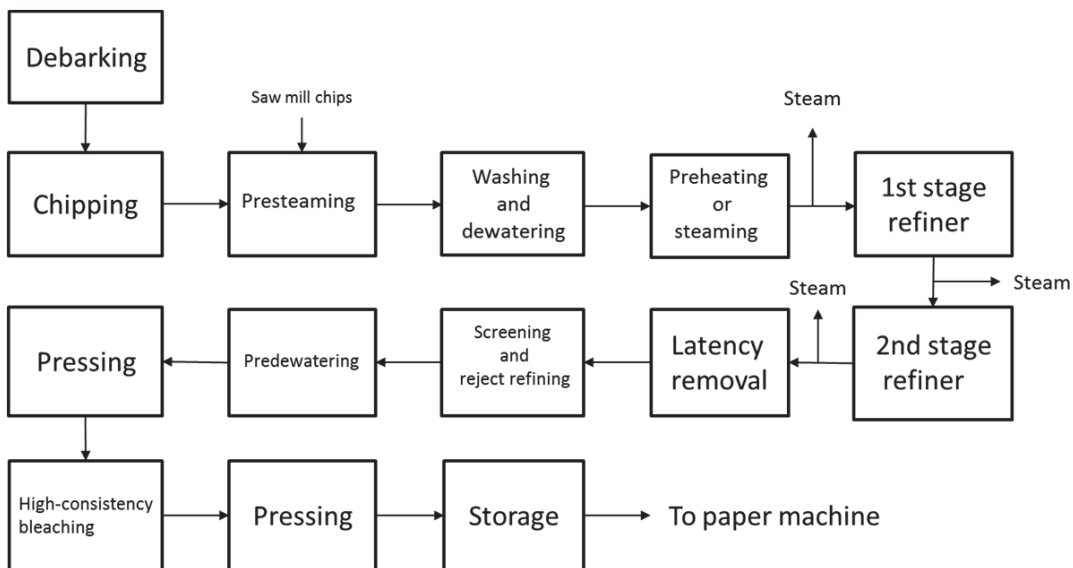 Debarking
Saw mill chips
Steam
Chipping
Presteaming
Washing
and
dewatering
Preheating
or
steaming
1st stage
refiner
Steam
Steam
2nd stage
refiner
Latency
removal
Screening
and
reject refining
Predewatering
Pressing
High-consistency
bleaching
Pressing
Storage
To paper machine